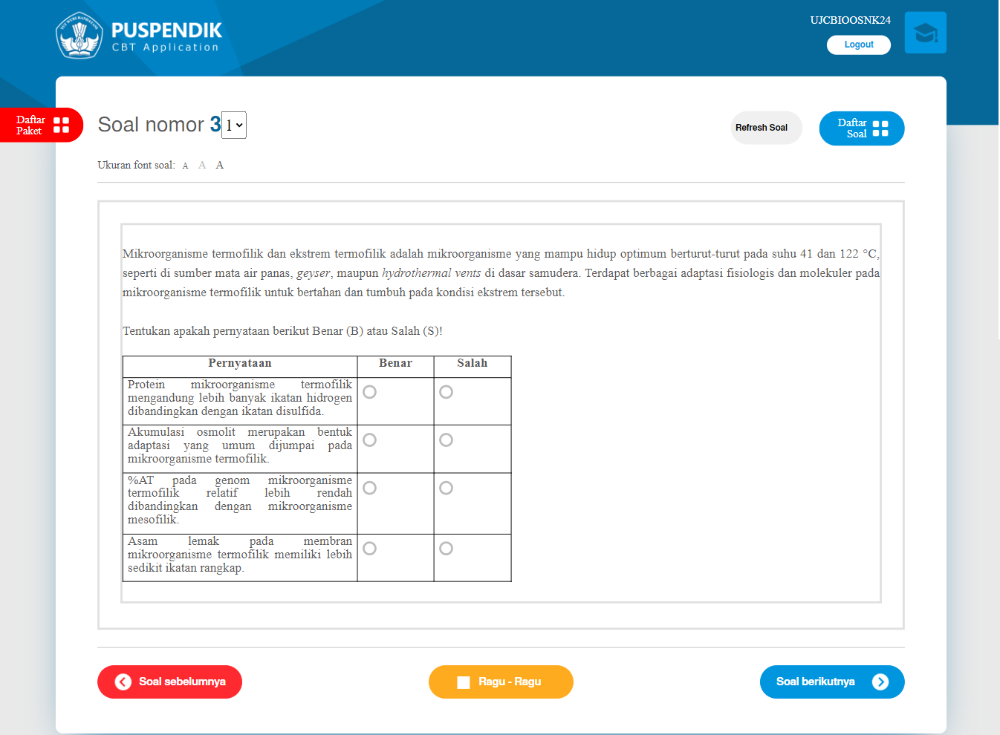 PUSPENDIK
CBT Application
UJCBIOOSNK24
Logout
Daftar
Paket
Soal nomor 3 1
Refresh Soal
Daftar
Soal
Ukuran font soal: A A A
Mikroorganisme termofilik dan ekstrem termofilik adalah mikroorganisme yang mampu hidup optimum berturut-turut pada suhu 41 dan 122 °C,
seperti di sumber mata air panas, geyser, maupun hydrothermal vents di dasar samudera. Terdapat berbagai adaptasi fisiologis dan molekuler pada
mikroorganisme termofilik untuk bertahan dan tumbuh pada kondisi ekstrem tersebut.
Tentukan apakah pernyataan berikut Benar (B) atau Salah (S)!
Pernyataan Benar Salah
Protein mikroorganisme termofilik
mengandung lebih banyak ikatan hidrogen
dibandingkan dengan ikatan disulfida.
Akumulasi osmolit merupakan bentuk
adaptasi yang umum dijumpai pada
mikroorganisme termofilik.
%AT pada genom mikroorganisme
termofilik relatif lebih rendah
dibandingkan dengan mikroorganisme
mesofilik.
Asam lemak pada membran
mikroorganisme termofilik memiliki lebih
sedikit ikatan rangkap.
Soal sebelumnya
Ragu - Ragu
Soal berikutnya